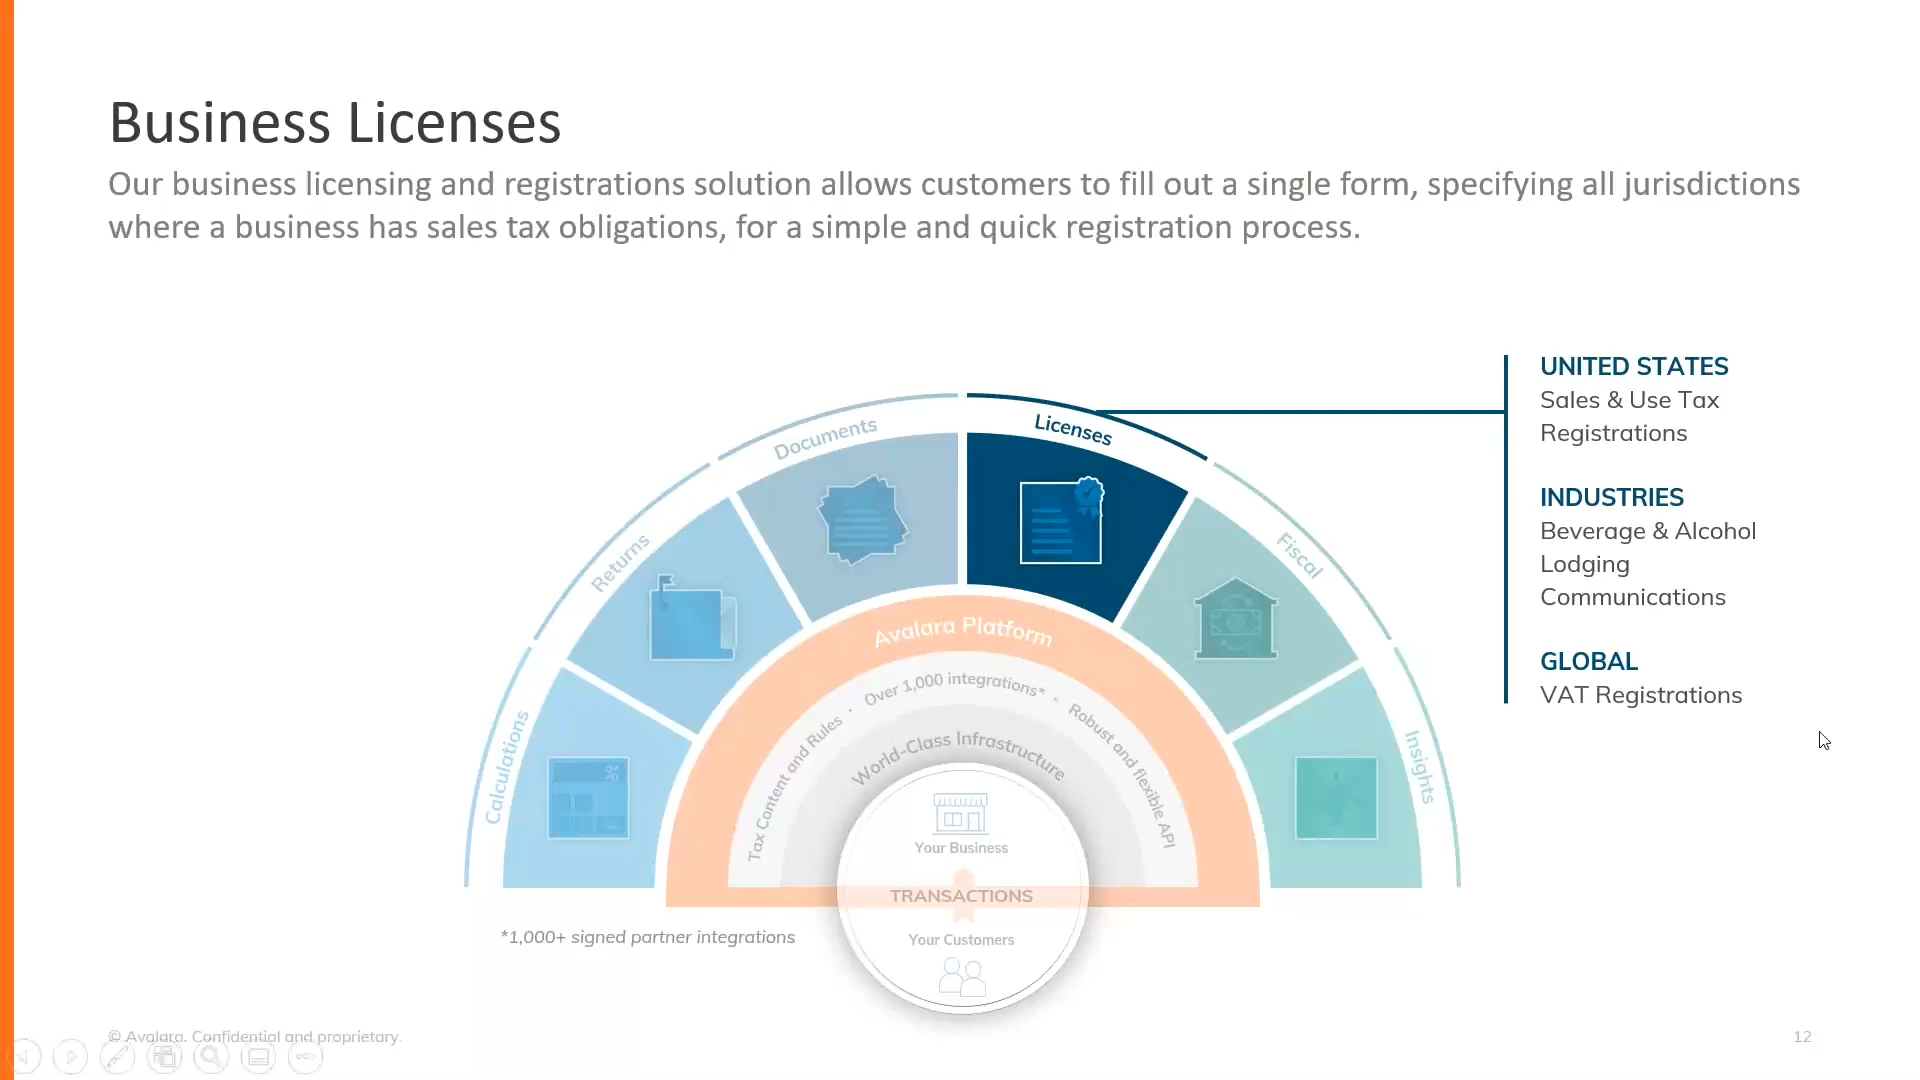 Business Licenses
Our business licensing and registrations solution allows customers to fill out a single form, specifying all jurisdictions
where a business has sales tax obligations, for a simple and quick registration process.
Calculations
Returns
Documents
Licenses
Fiscal
Insights
Avalara Platform
Tax Content and Rules · Over 1,000 integrations* · Robust and flexible API
World-Class Infrastructure
%
Your Business
TRANSACTIONS
Your Customers
UNITED STATES
Sales & Use Tax
Registrations
INDUSTRIES
Beverage & Alcohol
Lodging
Communications
GLOBAL
VAT Registrations
*1,000+ signed partner integrations
© Avalara. Confidential and proprietary.
12